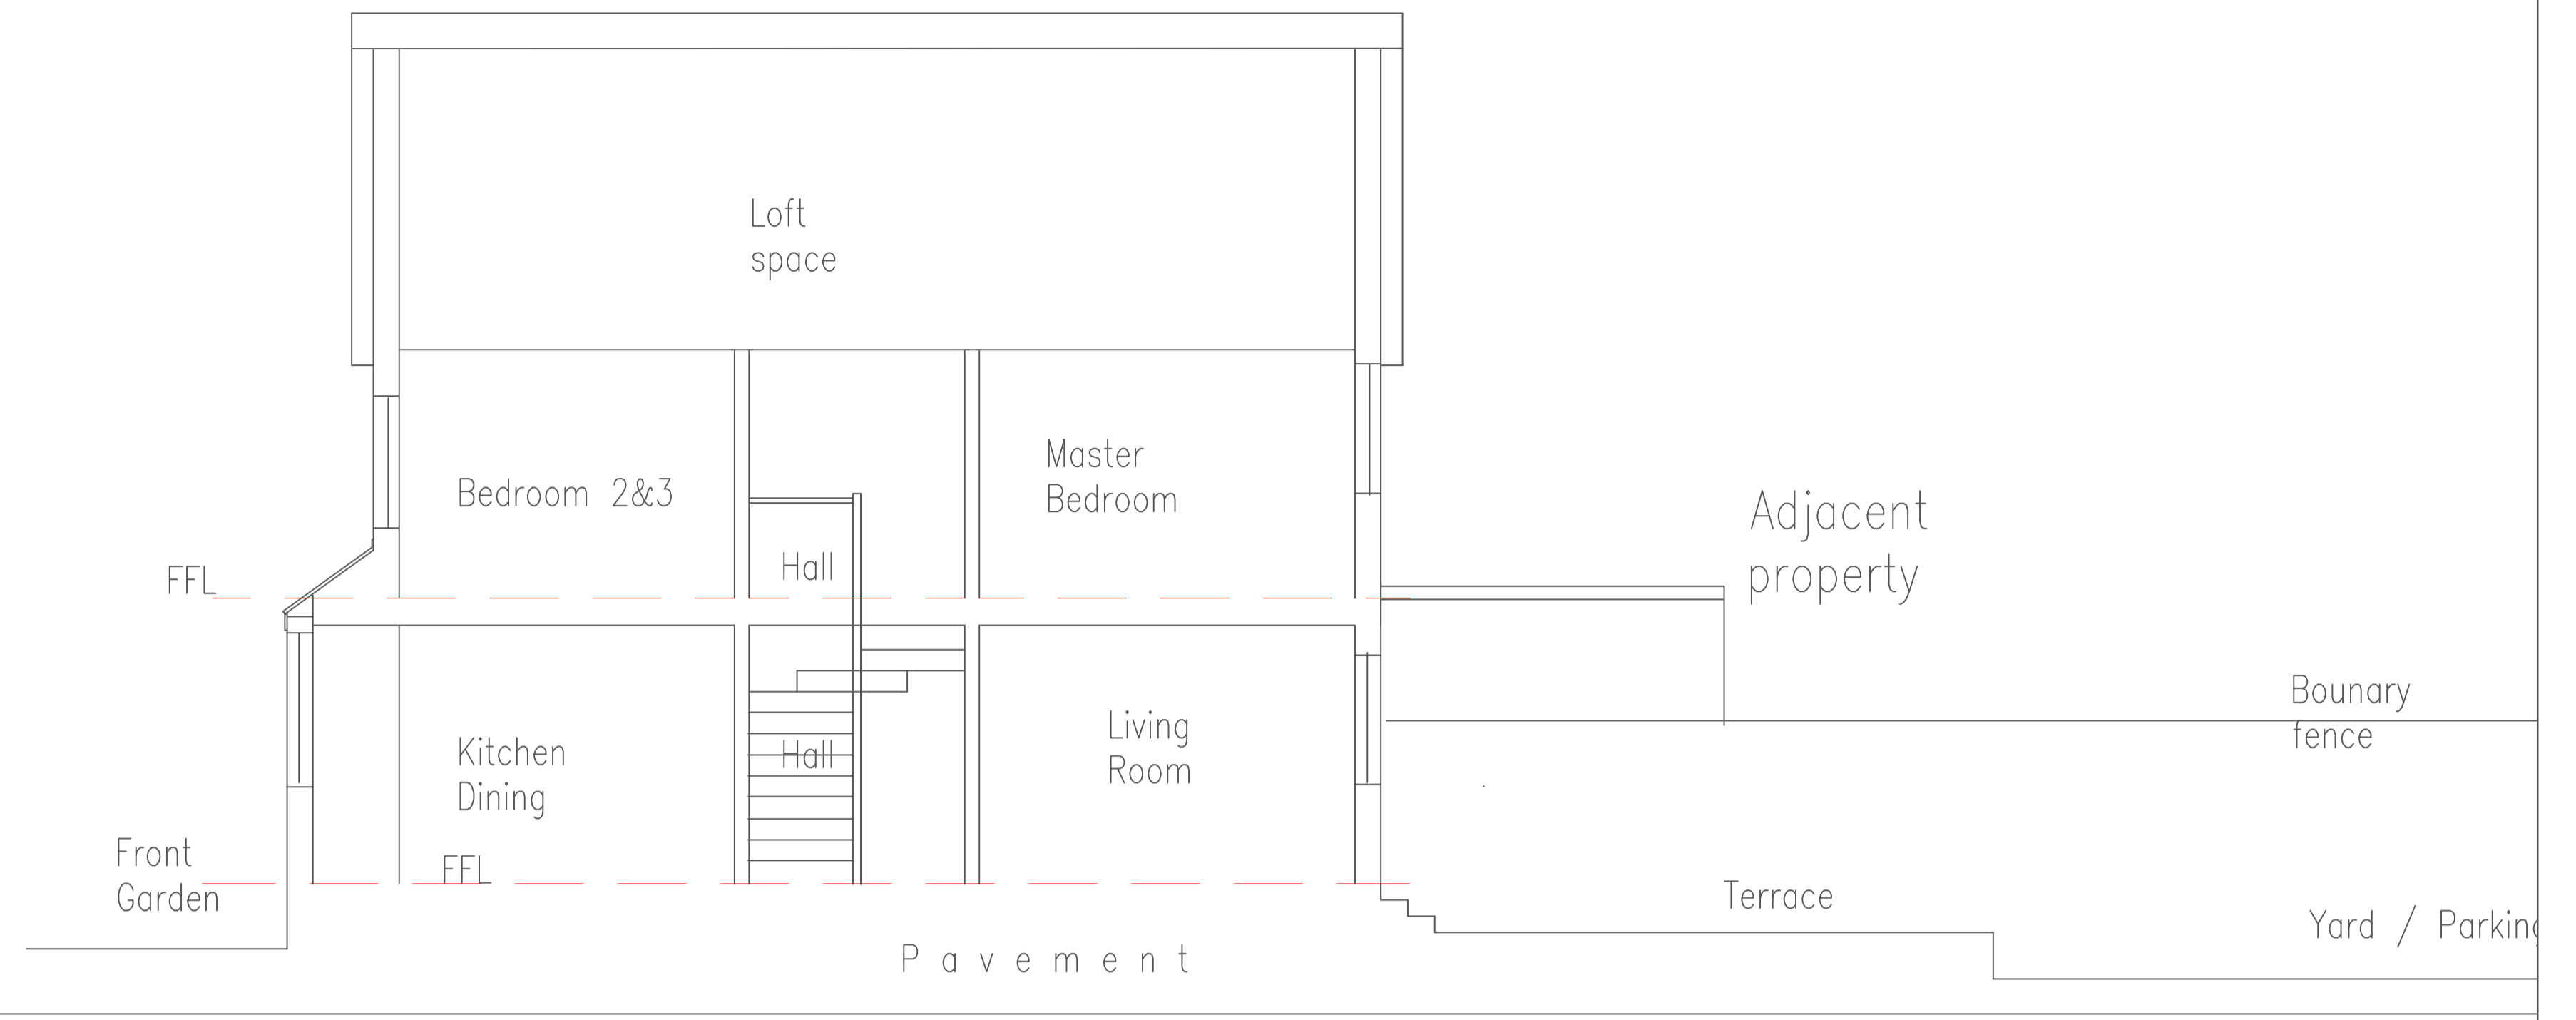 Loft
space
Bedroom 2&3
Master
Bedroom
Adjacent
property
Hall
FFL
Bounary
fence
Kitchen
Dining
Hall
Living
Room
Front
Garden
FFL
Terrace
Yard / Parking
Pavement